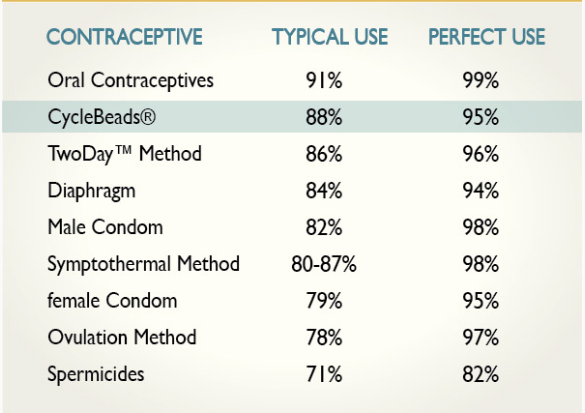 CONTRACEPTIVE TYPICAL USE PERFECT USE
Oral Contraceptives 91% 99%
CycleBeads® 88% 95%
TwoDay™ Method 86% 96%
Diaphragm 84% 94%
Male Condom 82% 98%
Symptothermal Method 80-87% 98%
female Condom 79% 95%
Ovulation Method 78% 97%
Spermicides 71% 82%